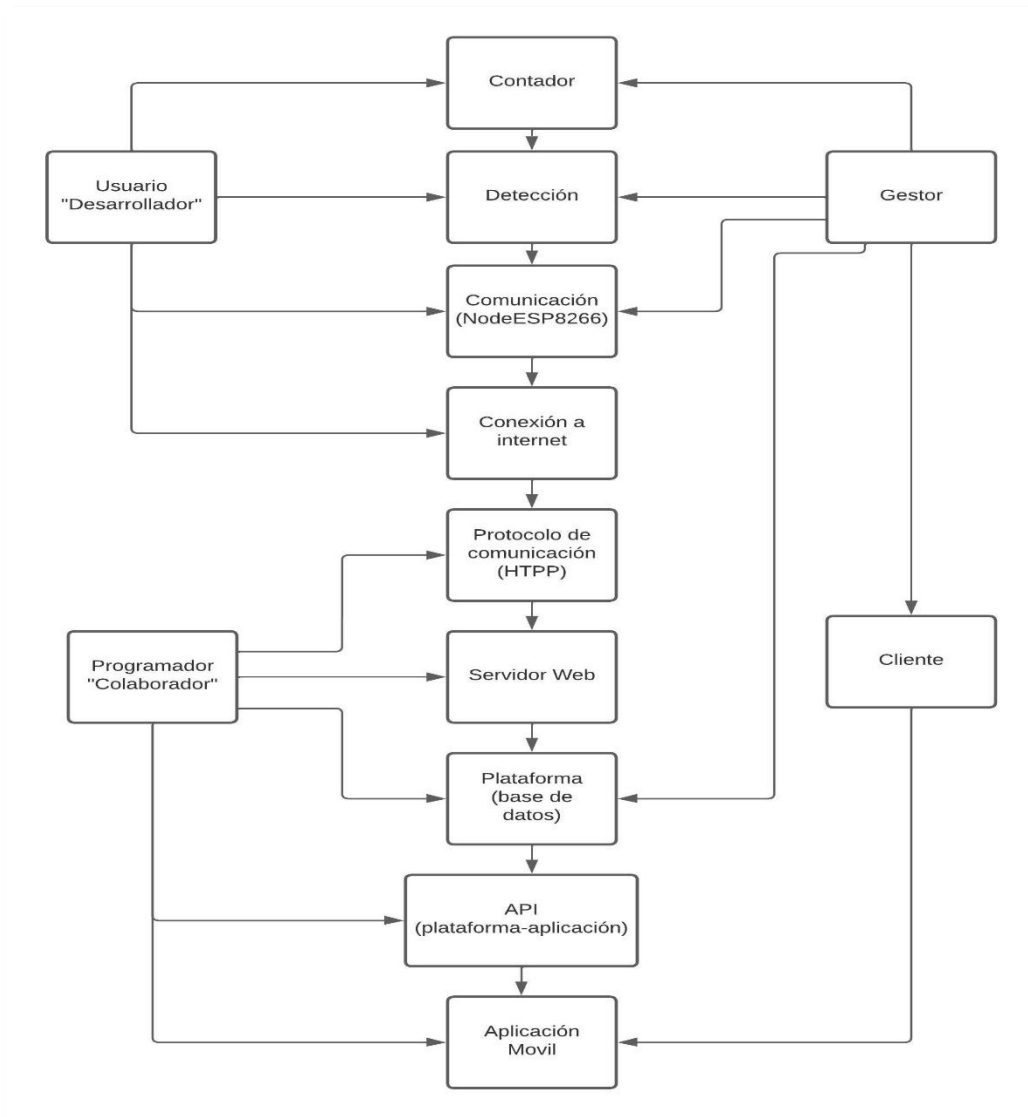 Contador
Usuario
"Desarrollador"
Detección
Gestor
Comunicación
(NodeESP8266)
Conexión a
internet
Protocolo de
comunicación
(HTPP)
Programador
"Colaborador"
Servidor Web
Cliente
Plataforma
(base de
datos)
API
(plataforma-aplicación)
Aplicación
Movil